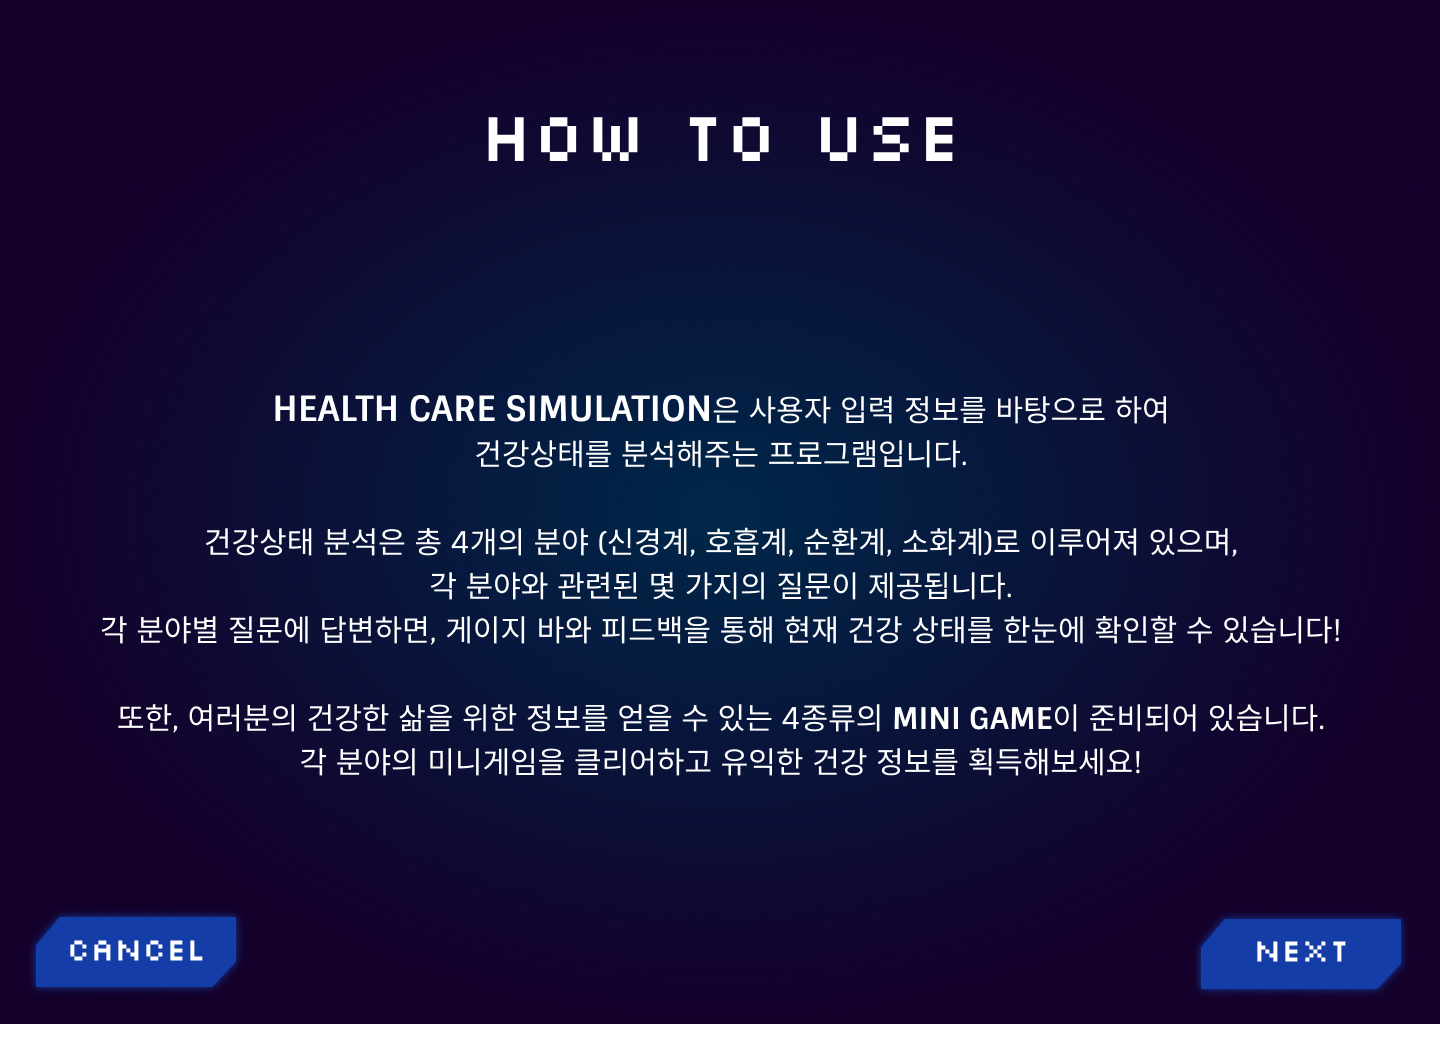 HOW TO USE
HEALTH CARE SIMULATION은 사용자 입력 정보를 바탕으로 하여
건강상태를 분석해주는 프로그램입니다.
건강상태 분석은 총 4개의 분야 (신경계, 호흡계, 순환계, 소화계)로 이루어져 있으며,
각 분야와 관련된 몇 가지의 질문이 제공됩니다.
각 분야별 질문에 답변하면, 게이지 바와 피드백을 통해 현재 건강 상태를 한눈에 확인할 수 있습니다!
또한, 여러분의 건강한 삶을 위한 정보를 얻을 수 있는 4종류의 MINI GAME이 준비되어 있습니다.
각 분야의 미니게임을 클리어하고 유익한 건강 정보를 획득해보세요!
CANCEL
NEXT